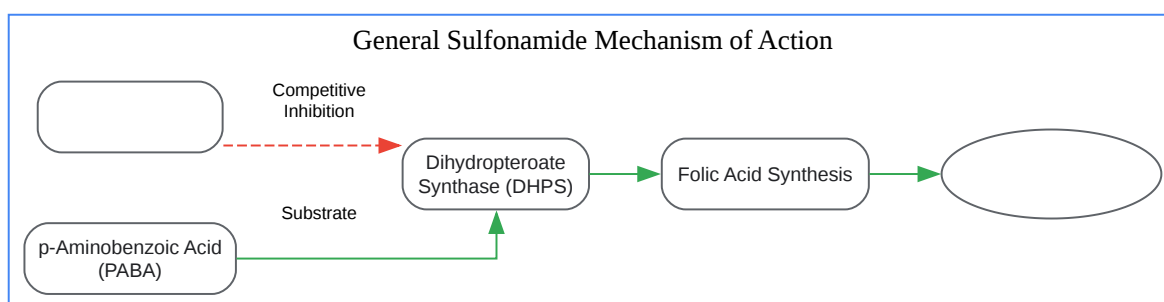 General Sulfonamide Mechanism of Action
Competitive
Inhibition
Dihydropteroate
Synthase (DHPS)
Folic Acid Synthesis
Substrate
p-Aminobenzoic Acid
(PABA)